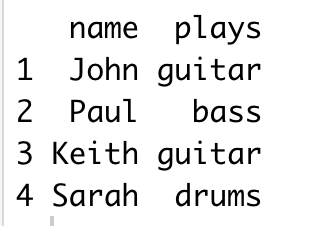 name plays
1 John guitar
2 Paul bass
3 Keith guitar
4 Sarah drums